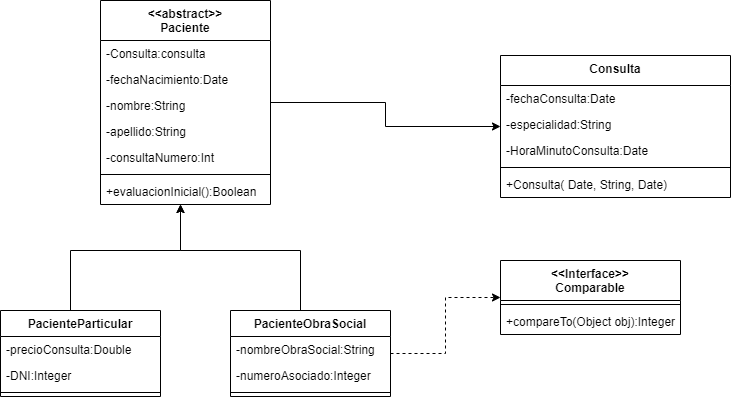 <<abstract>>
Paciente
-Consulta:consulta
-fechaNacimiento:Date
-nombre:String
-apellido:String
-consultaNumero:Int
+evaluacionInicial():Boolean
Consulta
-fechaConsulta:Date
-especialidad:String
-HoraMinutoConsulta:Date
+Consulta( Date, String, Date)
<<Interface>>
Comparable
+compareTo(Object obj):Integer
PacienteParticular
-precioConsulta:Double
-DNI:Integer
PacienteObraSocial
-nombreObraSocial:String
-numeroAsociado:Integer